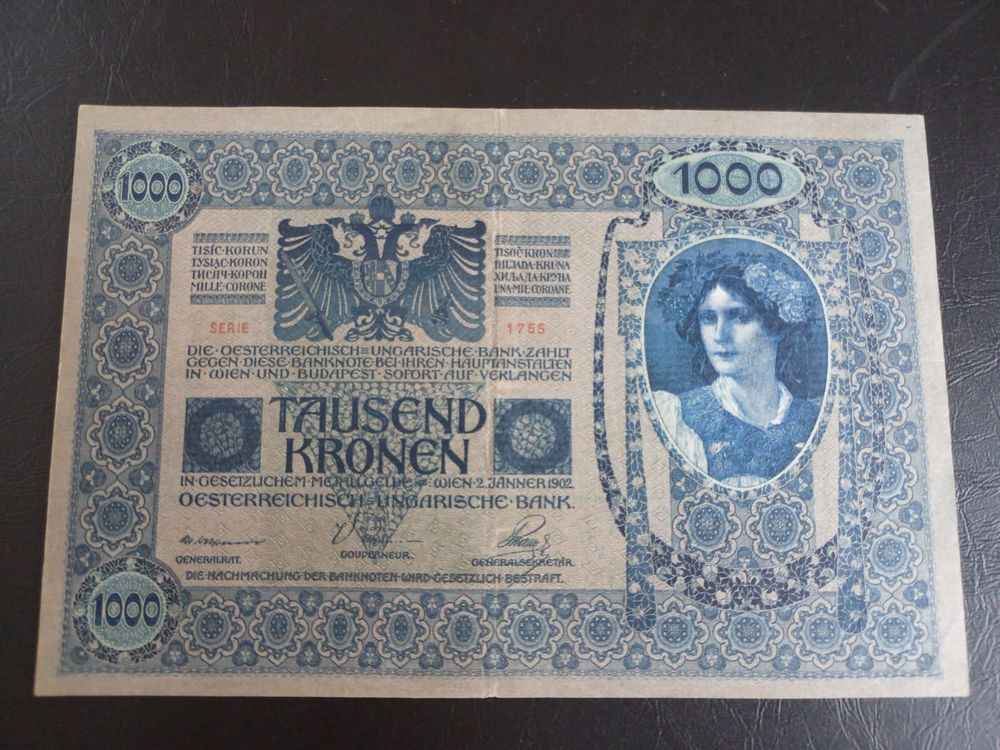 1000
1000
TISÍC·KORUN
TYSIĄC·KORON
ТИСЯЧ·КОРОН
MILLE·CORONE
TISOČ·KRON
HILJADA·KRUNA
ХИЉАДА·КРУНА
UNA·MIE·COROANE
SERIE 1755
DIE·OESTERREICHISCH=UNGARISCHE·BANK·ZAHLT
GEGEN·DIESE·BANKNOTE·BEI·IHREN·HAUPTANSTALTEN
IN·WIEN·UND·BUDAPEST·SOFORT·AUF·VERLANGEN
TAUSEND
KRONEN
IN·GESETZLICHEM·METALLGELDE=WIEN·2.JÄNNER 1902
OESTERREICHISCH=UNGARISCHE·BANK.
GENERALRAT.
GOUVERNEUR.
GENERALSEKRETÄR.
DIE·NACHMACHUNG·DER·BANKNOTEN·WIRD·GESETZLICH·BESTRAFT.
1000